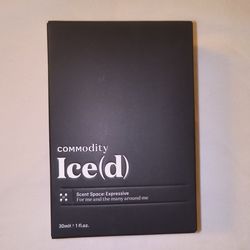 COMModity
Ice(d)
Scent Space: Expressive
For me and the many around me
30ml℮ 1 fl.oz.